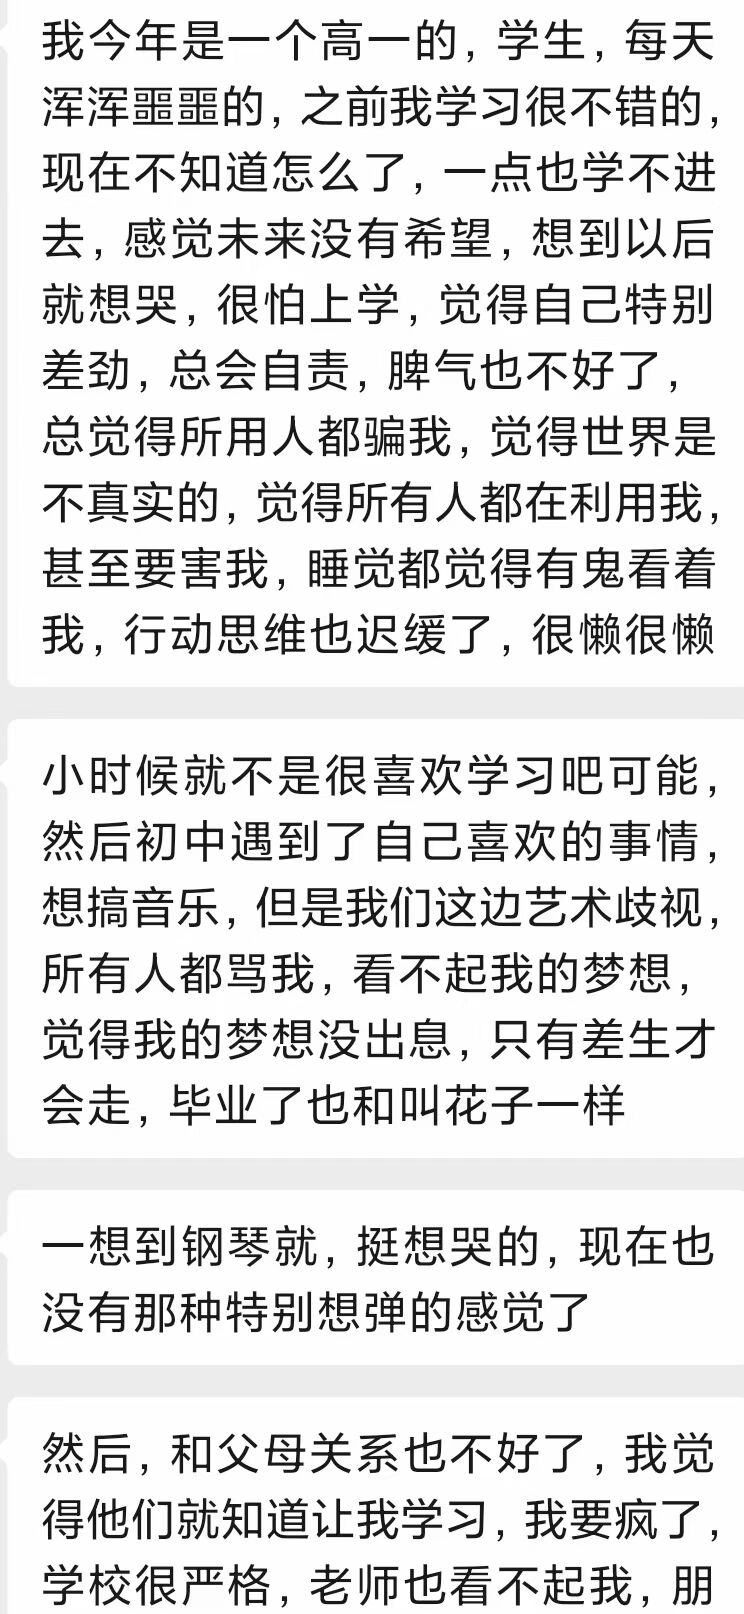 我今年是一个高一的，学生，每天
浑浑噩噩的，之前我学习很不错的，
现在不知道怎么了，一点也学不进
去，感觉未来没有希望，想到以后
就想哭，很怕上学，觉得自己特别
差劲，总会自责，脾气也不好了，
总觉得所用人都骗我，觉得世界是
不真实的，觉得所有人都在利用我，
甚至要害我，睡觉都觉得有鬼看着
我，行动思维也迟缓了，很懒很懒
小时候就不是很喜欢学习吧可能，
然后初中遇到了自己喜欢的事情，
想搞音乐，但是我们这边艺术歧视，
所有人都骂我，看不起我的梦想，
觉得我的梦想没出息，只有差生才
会走，毕业了也和叫花子一样
一想到钢琴就，挺想哭的，现在也
没有那种特别想弹的感觉了
然后，和父母关系也不好了，我觉
得他们就知道让我学习，我要疯了，
学校很严格，老师也看不起我，朋